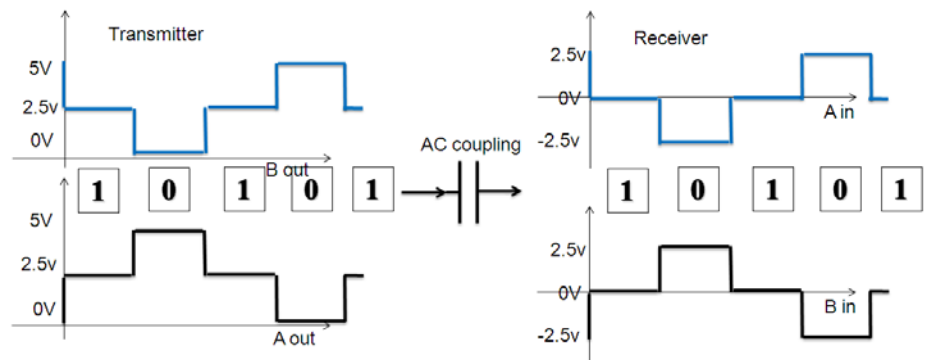 Transmitter
5V
2.5v
0V
B out
1 0 1 0 1
5V
2.5v
0V
A out
AC coupling
Receiver
2.5v
0V
-2.5v
A in
1 0 1 0 1
2.5v
0V
-2.5v
B in